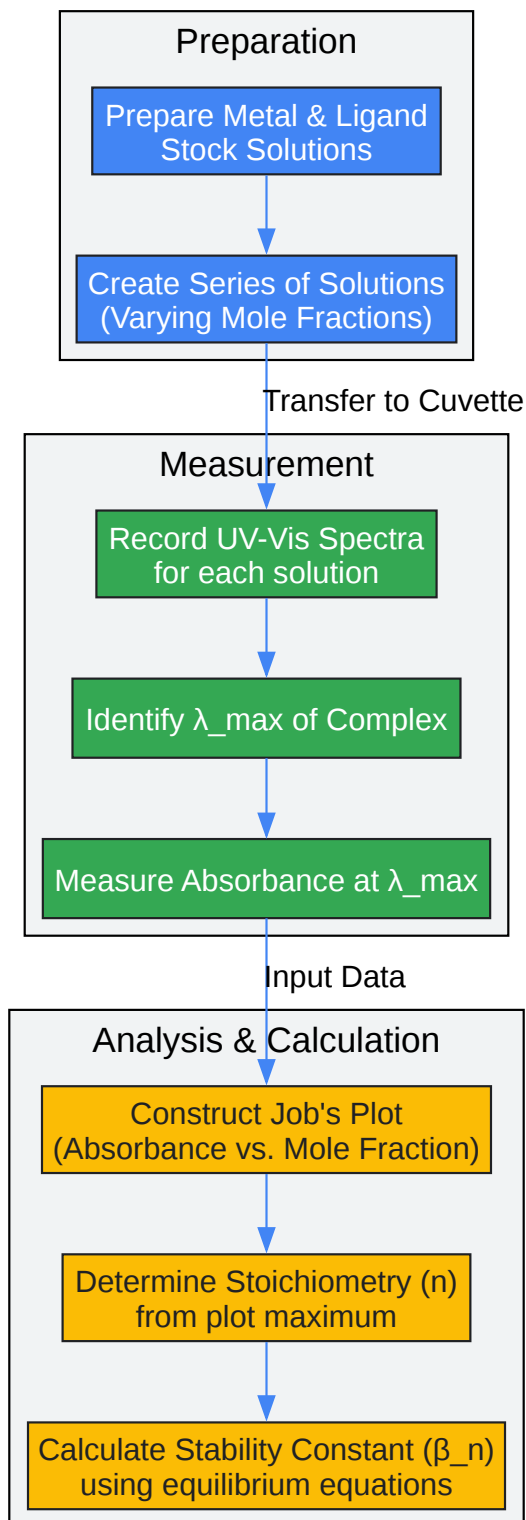 Preparation
Prepare Metal & Ligand
Stock Solutions
Create Series of Solutions
(Varying Mole Fractions)
Transfer to Cuvette
Measurement
Record UV-Vis Spectra
for each solution
Identify λ_max of Complex
Measure Absorbance at λ_max
Input Data
Analysis & Calculation
Construct Job's Plot
(Absorbance vs. Mole Fraction)
Determine Stoichiometry (n)
from plot maximum
Calculate Stability Constant (β_n)
using equilibrium equations